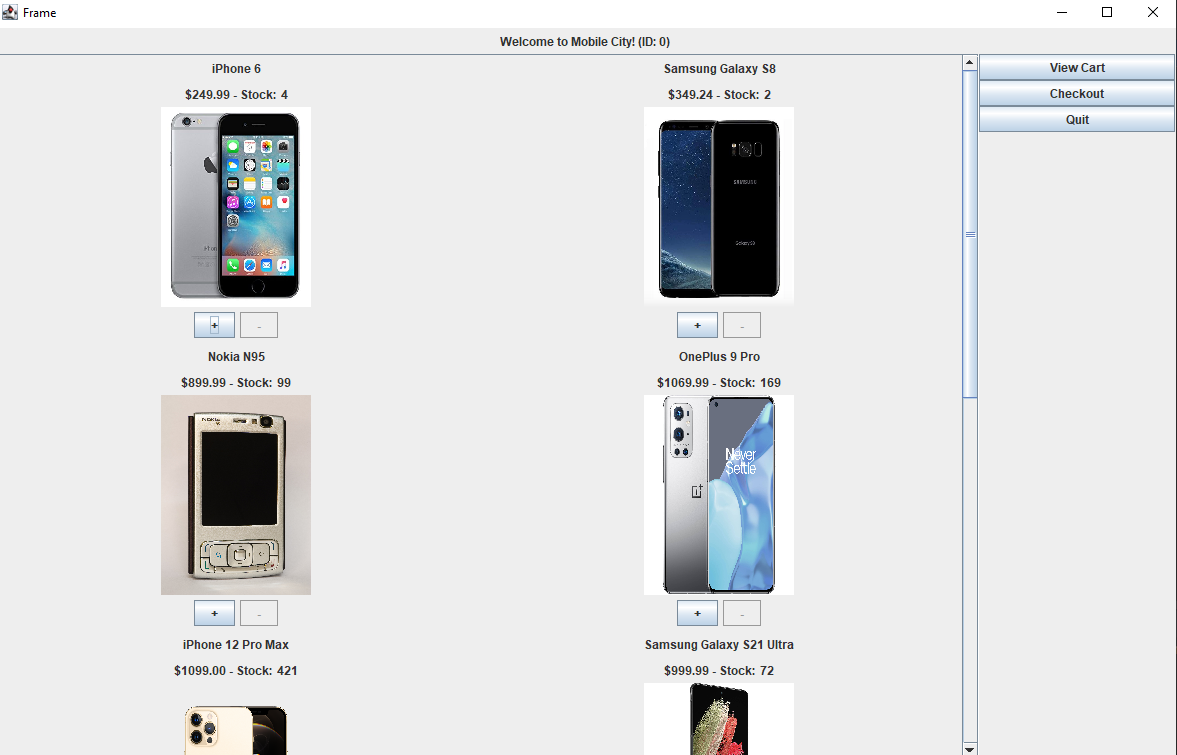 Frame
Welcome to Mobile City! (ID: 0)
iPhone 6
Samsung Galaxy S8
View Cart
$249.99 - Stock: 4
$349.24 - Stock: 2
Checkout
Quit
SAMSUNG
Galaxy S8
+ -
+ -
Nokia N95
OnePlus 9 Pro
$899.99 - Stock: 99
$1069.99 - Stock: 169
NOKIA
Never
Settle
+ -
+ -
iPhone 12 Pro Max
Samsung Galaxy S21 Ultra
$1099.00 - Stock: 421
$999.99 - Stock: 72